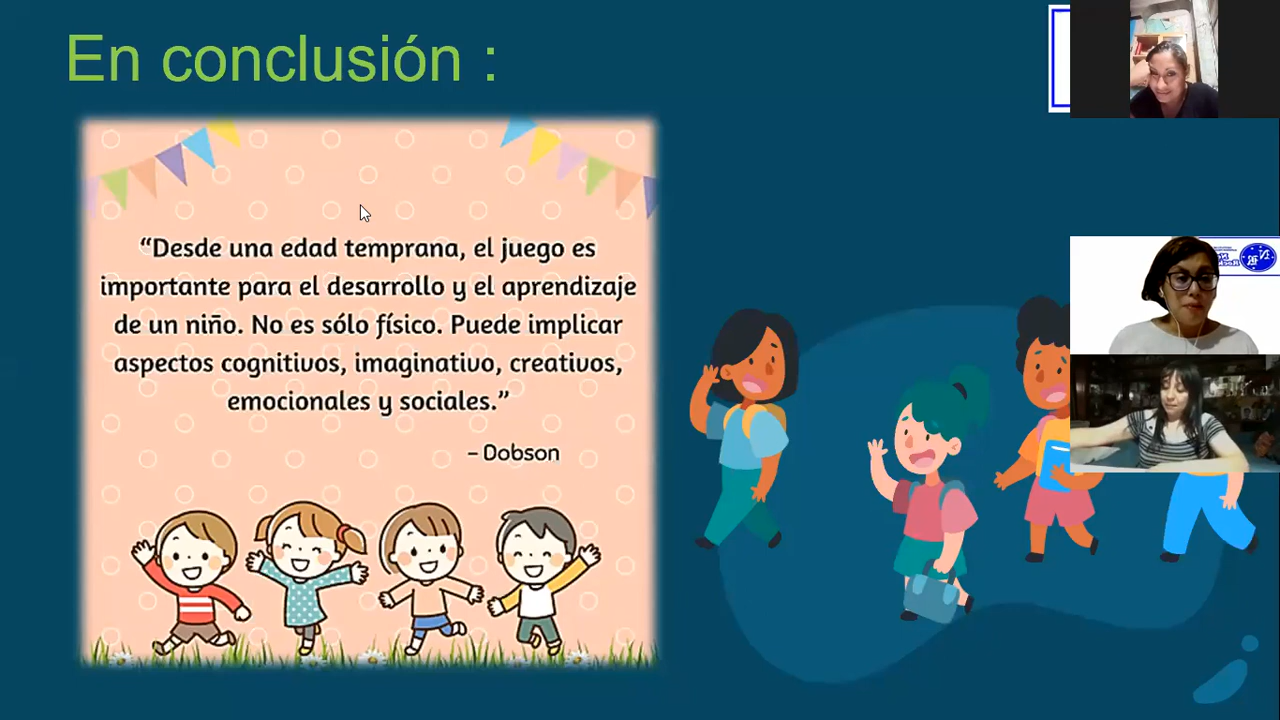 En conclusión :
“Desde una edad temprana, el juego es
importante para el desarrollo y el aprendizaje
de un niño. No es sólo físico. Puede implicar
aspectos cognitivos, imaginativo, creativos,
emocionales y sociales.”
– Dobson